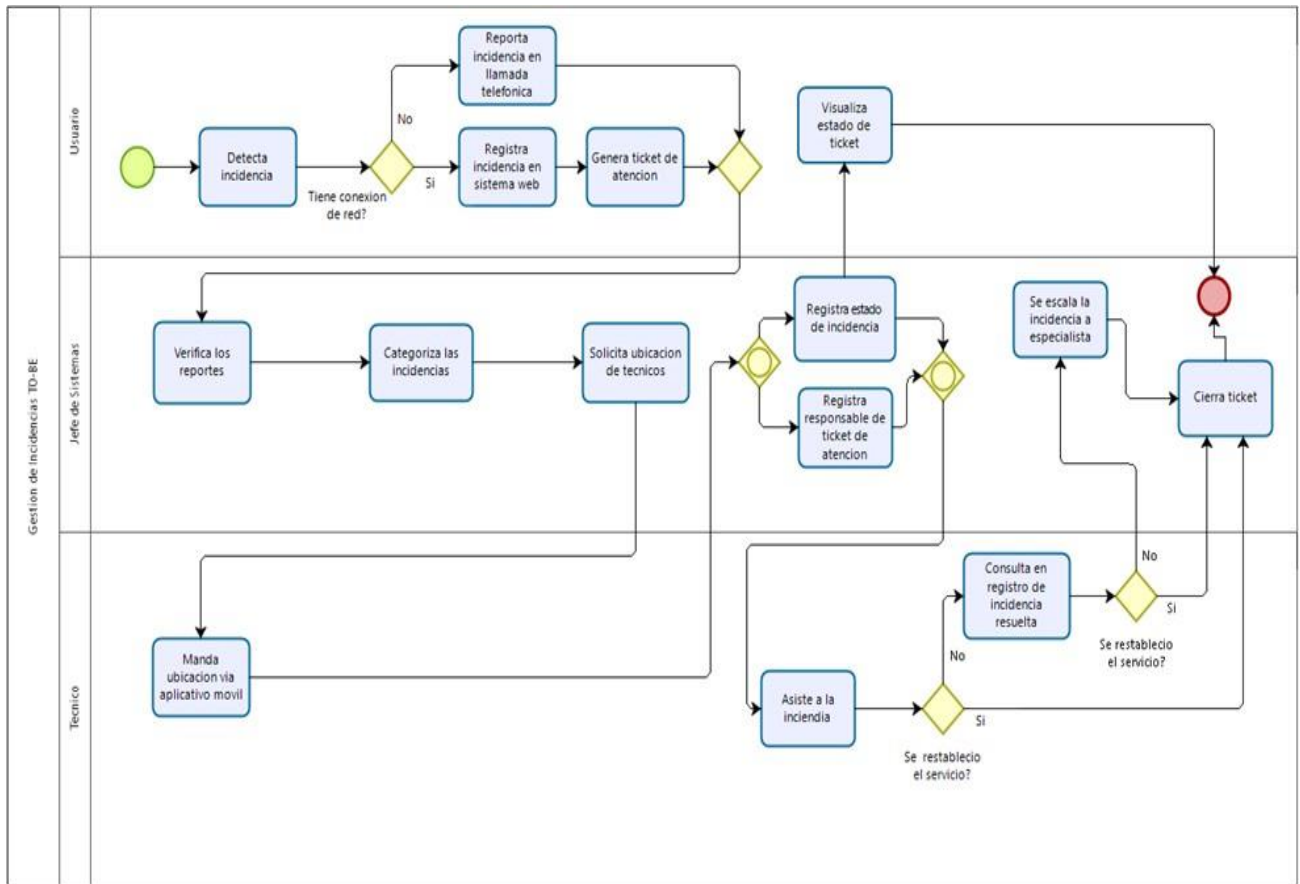 Gestion de Incidencias TO-BE
Usuario
Detecta
incidencia
Tiene conexion
de red?
No
Si
Reporta
incidencia en
llamada
telefonica
Registra
incidencia en
sistema web
Genera ticket de
atencion
Visualiza
estado de
ticket
Jefe de Sistemas
Verifica los
reportes
Categoriza las
incidencias
Solicita ubicacion
de tecnicos
Registra estado
de incidencia
Registra
responsable de
ticket de
atencion
Se escala la
incidencia a
especialista
Cierra ticket
Tecnico
Manda
ubicacion via
aplicativo movil
Asiste a la
inciendia
Se restablecio
el servicio?
No
Si
Consulta en
registro de
incidencia
resuelta
Se restablecio
el servicio?
No
Si